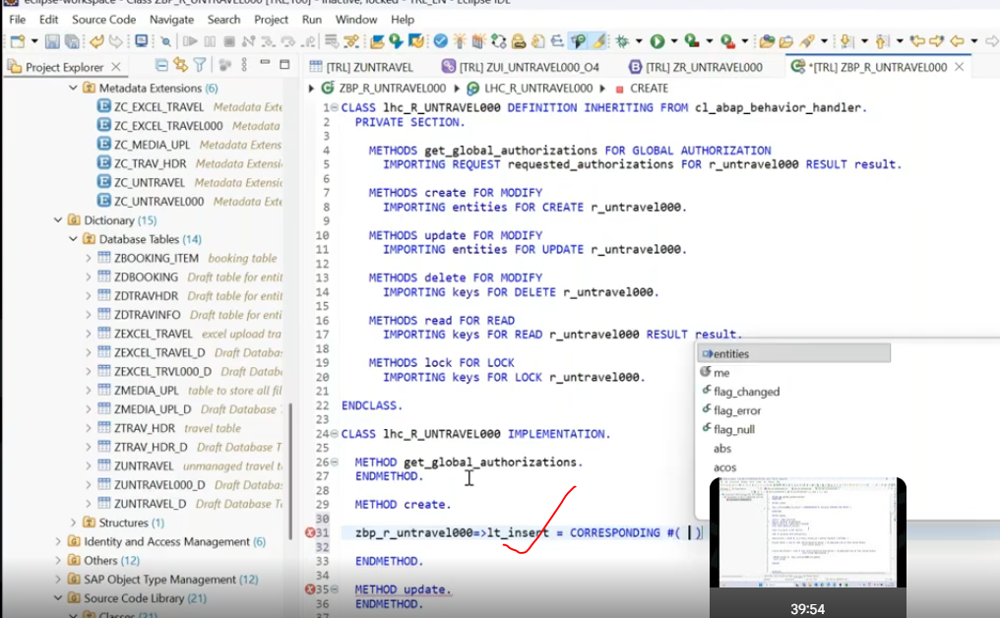 eclipse-workspace - Class ZBP_R_UNTRAVEL000 [TRL,100] - inactive, locked - TRL_EN - Eclipse IDE
File Edit Source Code Navigate Search Project Run Window Help
Project Explorer
[TRL] ZUNTRAVEL [TRL] ZUI_UNTRAVEL000_O4 [TRL] ZR_UNTRAVEL000 *[TRL] ZBP_R_UNTRAVEL000
ZBP_R_UNTRAVEL000 LHC_R_UNTRAVEL000 CREATE
Metadata Extensions (6)
ZC_EXCEL_TRAVEL Metadata Exte
ZC_EXCEL_TRAVEL000 Metadata
ZC_MEDIA_UPL Metadata Extens
ZC_TRAV_HDR Metadata Extensi
ZC_UNTRAVEL Metadata Extensi
ZC_UNTRAVEL000 Metadata Ext
Dictionary (15)
Database Tables (14)
ZBOOKING_ITEM booking table
ZDBOOKING Draft table for entit
ZDTRAVHDR Draft table for enti
ZDTRAVINFO Draft table for enti
ZEXCEL_TRAVEL excel upload tra
ZEXCEL_TRAVEL_D Draft Databas
ZEXCEL_TRVL000_D Draft Datab
ZMEDIA_UPL table to store all fil
ZMEDIA_UPL_D Draft Database
ZTRAV_HDR travel table
ZTRAV_HDR_D Draft Database T
ZUNTRAVEL unmanaged travel t
ZUNTRAVEL000_D Draft Databa
ZUNTRAVEL_D Draft Database T
Structures (1)
Identity and Access Management (6)
Others (12)
SAP Object Type Management (12)
Source Code Library (21)
Classes (21)
1 CLASS lhc_R_UNTRAVEL000 DEFINITION INHERITING FROM cl_abap_behavior_handler.
2 PRIVATE SECTION.
3
4 METHODS get_global_authorizations FOR GLOBAL AUTHORIZATION
5 IMPORTING REQUEST requested_authorizations FOR r_untravel000 RESULT result.
6
7 METHODS create FOR MODIFY
8 IMPORTING entities FOR CREATE r_untravel000.
9
10 METHODS update FOR MODIFY
11 IMPORTING entities FOR UPDATE r_untravel000.
12
13 METHODS delete FOR MODIFY
14 IMPORTING keys FOR DELETE r_untravel000.
15
16 METHODS read FOR READ
17 IMPORTING keys FOR READ r_untravel000 RESULT result.
18
19 METHODS lock FOR LOCK
20 IMPORTING keys FOR LOCK r_untravel000.
21
22 ENDCLASS.
23
24 CLASS lhc_R_UNTRAVEL000 IMPLEMENTATION.
25
26 METHOD get_global_authorizations.
27 ENDMETHOD.
28
29 METHOD create.
30
31 zbp_r_untravel000=>lt_insert = CORRESPONDING #( )
32
33 ENDMETHOD.
34
35 METHOD update.
36 ENDMETHOD.
37
entities
me
flag_changed
flag_error
flag_null
abs
acos
39:54